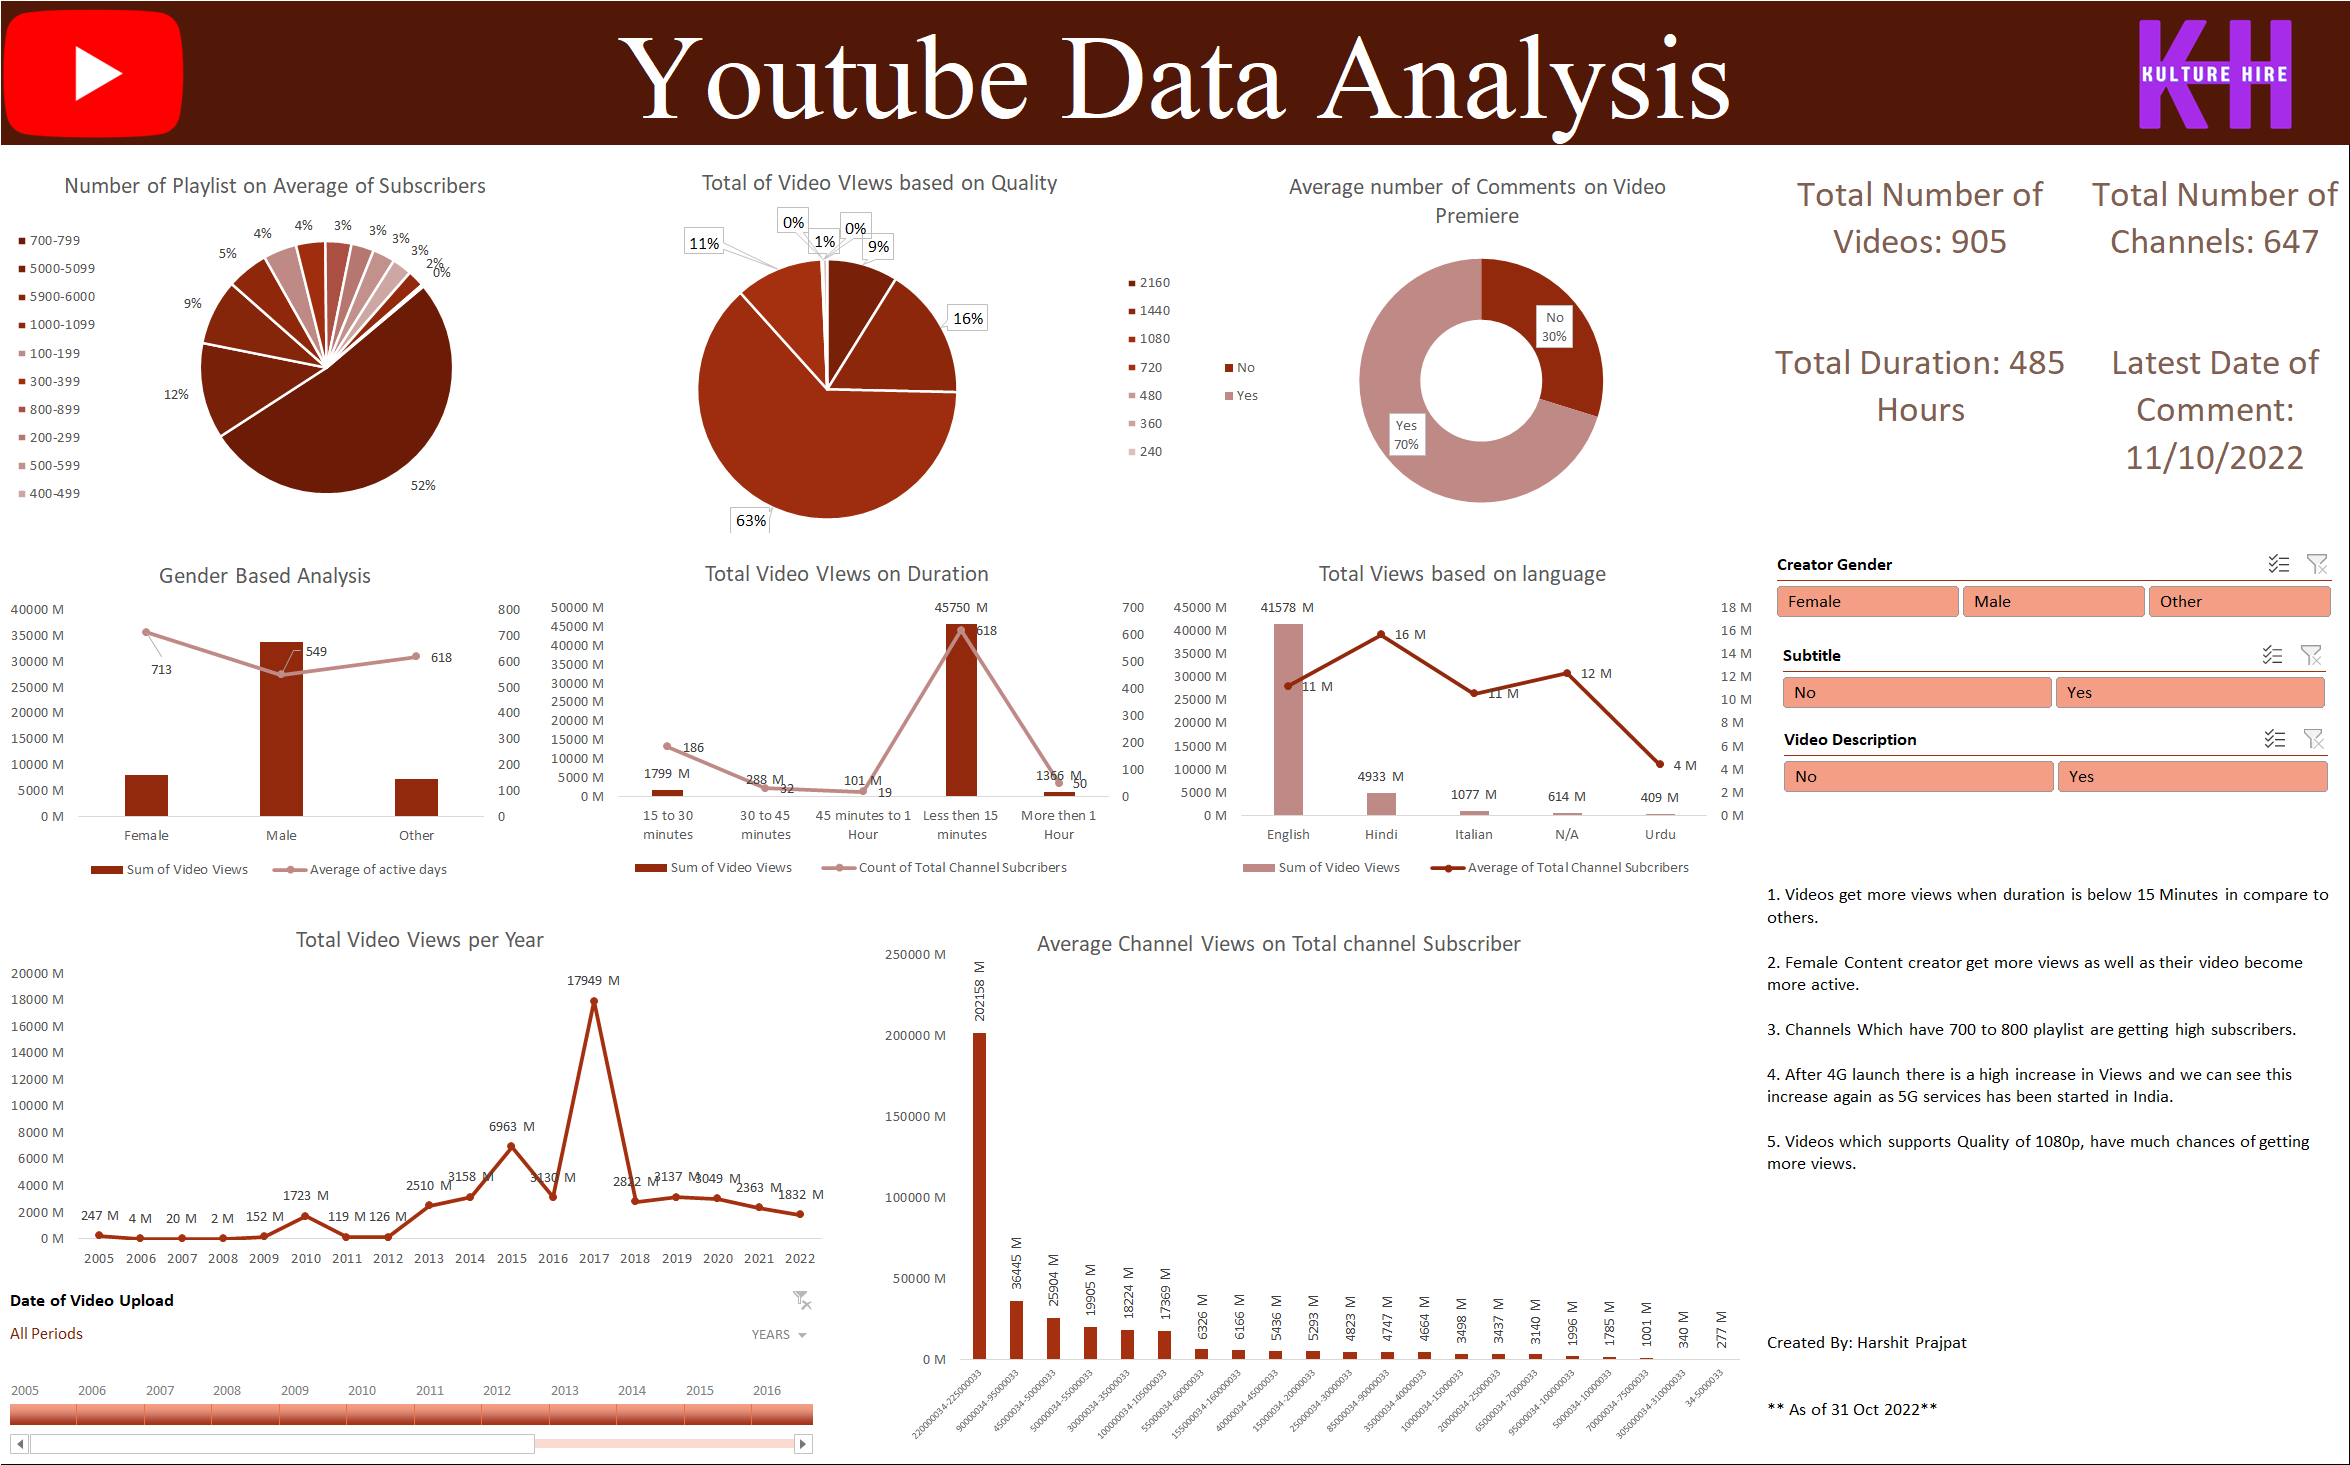 Youtube Data Analysis
KULTURE HIRE
Number of Playlist on Average of Subscribers
700-799
5000-5099
5900-6000
1000-1099
100-199
300-399
800-899
200-299
500-599
400-499
52%
12%
9%
5%
4%
4%
3%
3%
3%
3%
2%
0%
Total of Video VIews based on Quality
11%
0%
1%
0%
9%
16%
63%
2160
1440
1080
720
480
360
240
Average number of Comments on Video
Premiere
No
Yes
No
30%
Yes
70%
Total Number of
Videos: 905
Total Number of
Channels: 647
Total Duration: 485
Hours
Latest Date of
Comment:
11/10/2022
Gender Based Analysis
40000 M
35000 M
30000 M
25000 M
20000 M
15000 M
10000 M
5000 M
0 M
800
700
600
500
400
300
200
100
0
713
549
618
Female
Male
Other
Sum of Video Views
Average of active days
Total Video VIews on Duration
50000 M
45000 M
40000 M
35000 M
30000 M
25000 M
20000 M
15000 M
10000 M
5000 M
0 M
700
600
500
400
300
200
100
0
1799 M
288 M
101 M
45750 M
1366 M
186
32
19
618
50
15 to 30
minutes
30 to 45
minutes
45 minutes to 1
Hour
Less then 15
minutes
More then 1
Hour
Sum of Video Views
Count of Total Channel Subcribers
Total Views based on language
45000 M
40000 M
35000 M
30000 M
25000 M
20000 M
15000 M
10000 M
5000 M
0 M
18 M
16 M
14 M
12 M
10 M
8 M
6 M
4 M
2 M
0 M
41578 M
4933 M
1077 M
614 M
409 M
11 M
16 M
11 M
12 M
4 M
English
Hindi
Italian
N/A
Urdu
Sum of Video Views
Average of Total Channel Subcribers
Creator Gender
Female
Male
Other
Subtitle
No
Yes
Video Description
No
Yes
Total Video Views per Year
20000 M
18000 M
16000 M
14000 M
12000 M
10000 M
8000 M
6000 M
4000 M
2000 M
0 M
247 M
4 M
20 M
2 M
152 M
1723 M
119 M
126 M
2510 M
3158 M
6963 M
3130 M
17949 M
2822 M
3137 M
3049 M
2363 M
1832 M
2005 2006 2007 2008 2009 2010 2011 2012 2013 2014 2015 2016 2017 2018 2019 2020 2021 2022
Date of Video Upload
All Periods
YEARS
2005 2006 2007 2008 2009 2010 2011 2012 2013 2014 2015 2016
Average Channel Views on Total channel Subscriber
250000 M
200000 M
150000 M
100000 M
50000 M
0 M
202158 M
36445 M
25904 M
19905 M
18224 M
17369 M
6326 M
6166 M
5436 M
5293 M
4823 M
4747 M
4664 M
3498 M
3437 M
3140 M
1996 M
1785 M
1001 M
340 M
277 M
220000034-225000033
90000034-95000033
45000034-50000033
50000034-55000033
30000034-35000033
100000034-105000033
55000034-60000033
155000034-160000033
40000034-45000033
15000034-20000033
25000034-30000033
85000034-90000033
35000034-40000033
10000034-15000033
20000034-25000033
65000034-70000033
95000034-100000033
5000034-10000033
70000034-75000033
305000034-310000033
34-5000033
1. Videos get more views when duration is below 15 Minutes in compare to
others.
2. Female Content creator get more views as well as their video become
more active.
3. Channels Which have 700 to 800 playlist are getting high subscribers.
4. After 4G launch there is a high increase in Views and we can see this
increase again as 5G services has been started in India.
5. Videos which supports Quality of 1080p, have much chances of getting
more views.
Created By: Harshit Prajpat
** As of 31 Oct 2022**